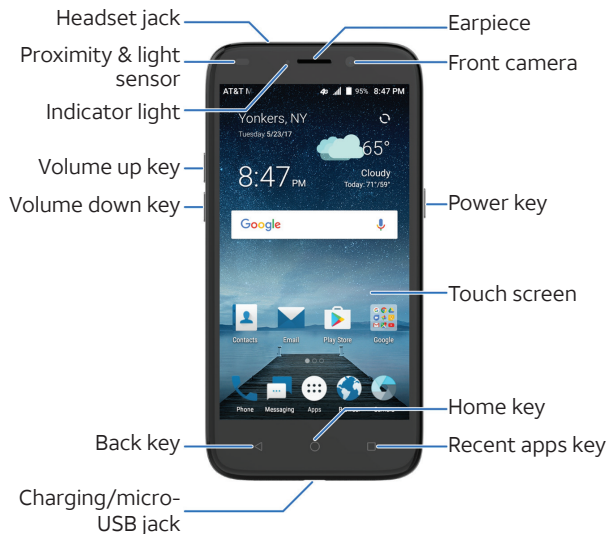 Headset jack
Earpiece
Proximity & light
sensor
Front camera
Indicator light
AT&T 4G 95% 8:47 PM
Yonkers, NY
Tuesday 5/23/17
65°
8:47 PM
Cloudy
Today: 71°/59°
Volume up key
Volume down key
Power key
Google
Touch screen
Contacts Email Play Store Google
Phone Messaging Apps
Home key
Back key
Recent apps key
Charging/micro-
USB jack